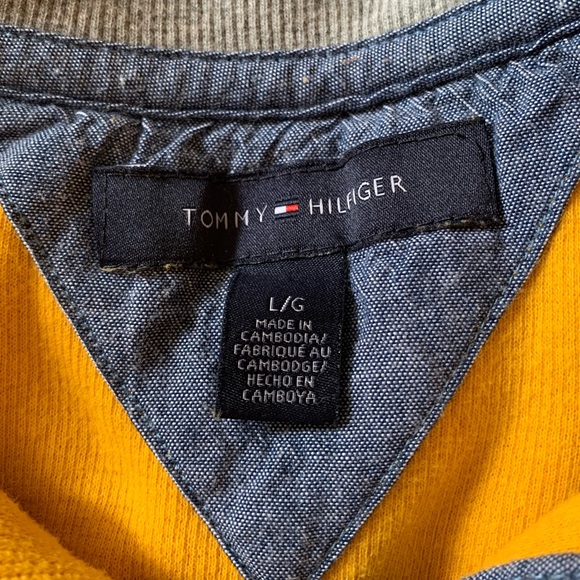 TOMMY HILFIGER
L/G
MADE IN
CAMBODIA/
FABRIQUÉ AU
CAMBODGE/
HECHO EN
CAMBOYA